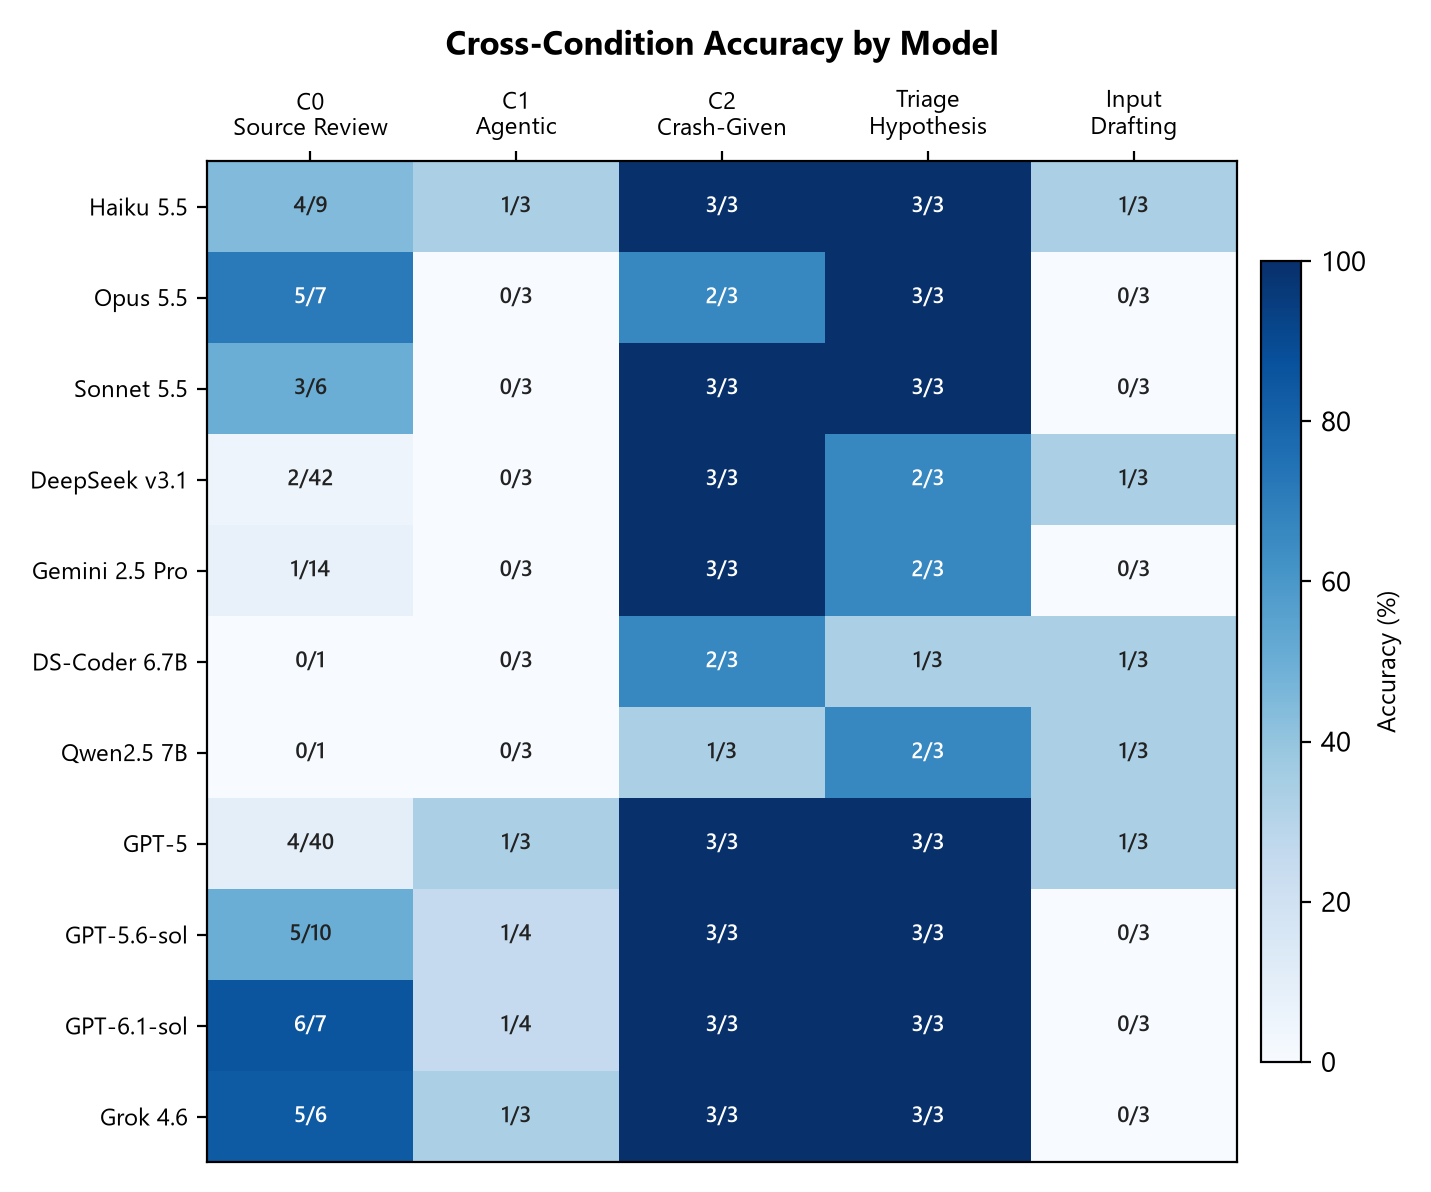 Cross-Condition Accuracy by Model
C0
Source Review
C1
Agentic
C2
Crash-Given
Triage
Hypothesis
Input
Drafting
Haiku 5.5 4/9 1/3 3/3 3/3 1/3
Opus 5.5 5/7 0/3 2/3 3/3 0/3
Sonnet 5.5 3/6 0/3 3/3 3/3 0/3
DeepSeek v3.1 2/42 0/3 3/3 2/3 1/3
Gemini 2.5 Pro 1/14 0/3 3/3 2/3 0/3
DS-Coder 6.7B 0/1 0/3 2/3 1/3 1/3
Qwen2.5 7B 0/1 0/3 1/3 2/3 1/3
GPT-5 4/40 1/3 3/3 3/3 1/3
GPT-5.6-sol 5/10 1/4 3/3 3/3 0/3
GPT-6.1-sol 6/7 1/4 3/3 3/3 0/3
Grok 4.6 5/6 1/3 3/3 3/3 0/3
100
80
60
40
20
0
Accuracy (%)